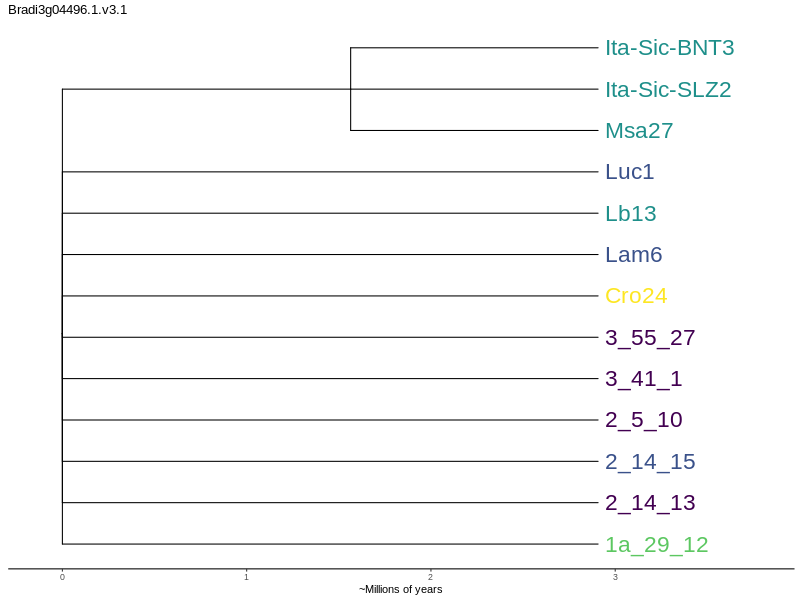 Bradi3g04496.1.v3.1
Ita-Sic-BNT3
Ita-Sic-SLZ2
Msa27
Luc1
Lb13
Lam6
Cro24
3_55_27
3_41_1
2_5_10
2_14_15
2_14_13
1a_29_12
0 1 2 3
~Millions of years